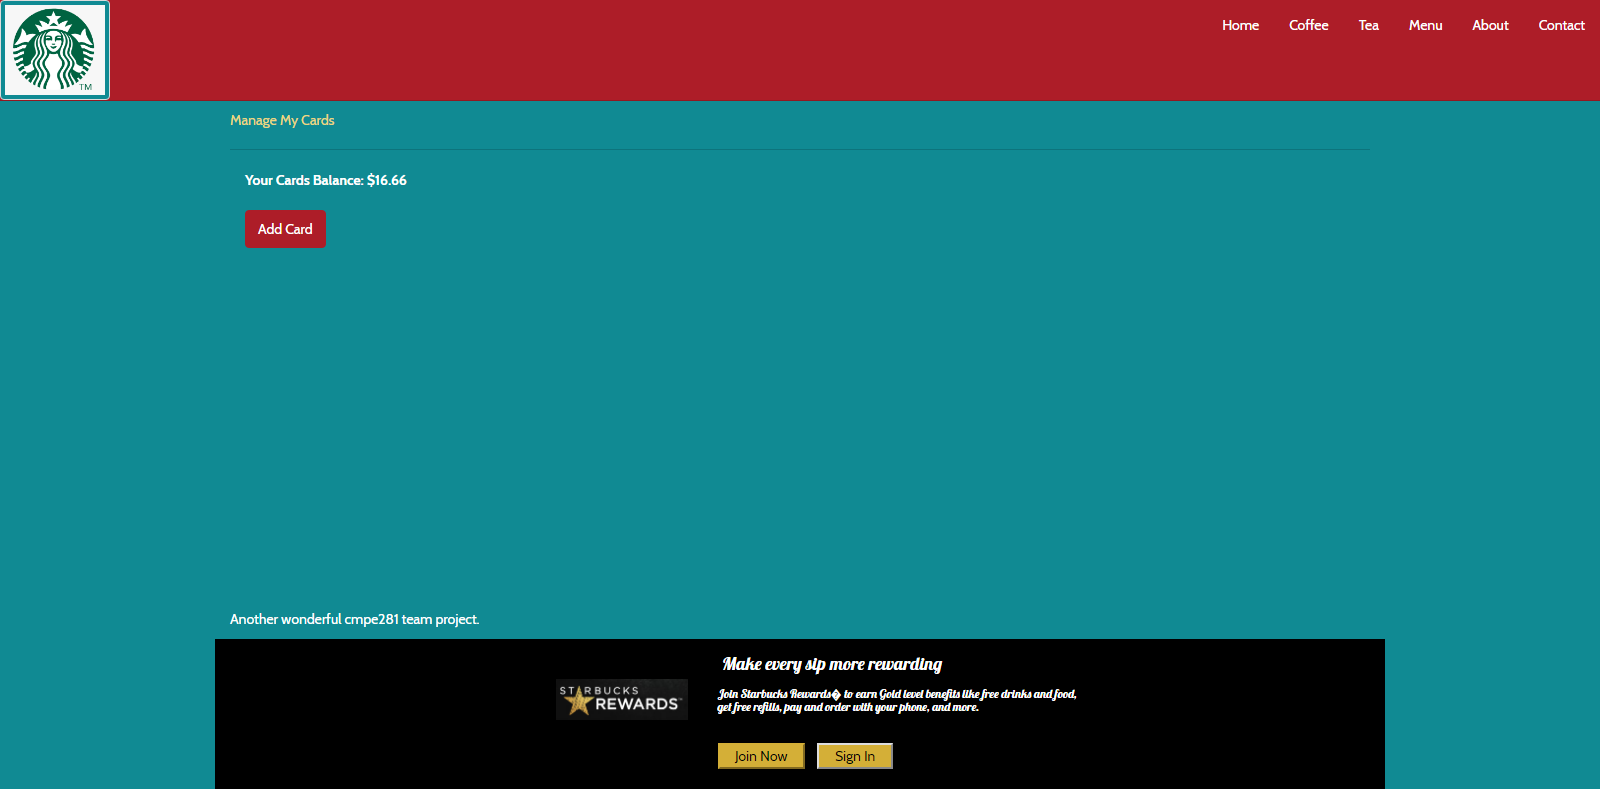 TM
Home Coffee Tea Menu About Contact
Manage My Cards
Your Cards Balance: $16.66
Add Card
Another wonderful cmpe281 team project.
Make every sip more rewarding
STARBUCKS
REWARDS™
Join Starbucks Rewards� to earn Gold level benefits like free drinks and food,
get free refills, pay and order with your phone, and more.
Join Now Sign In